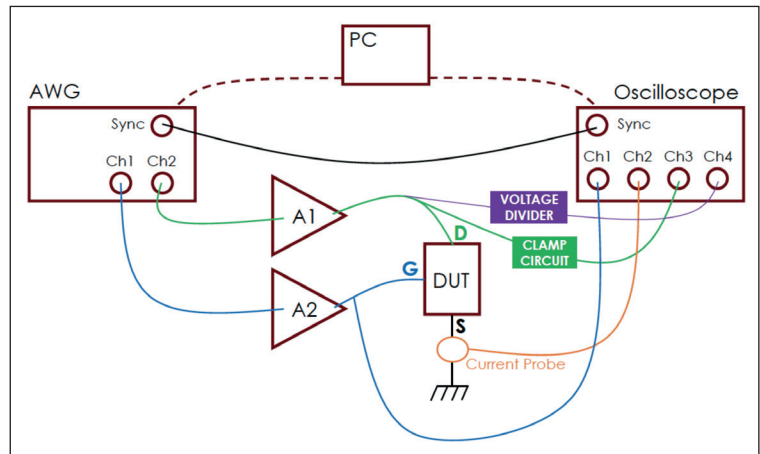 PC
AWG
Oscilloscope
Sync
Sync
Ch1
Ch2
Ch1
Ch2
Ch3
Ch4
A1
VOLTAGE
DIVIDER
D
CLAMP
CIRCUIT
G
DUT
A2
S
Current Probe